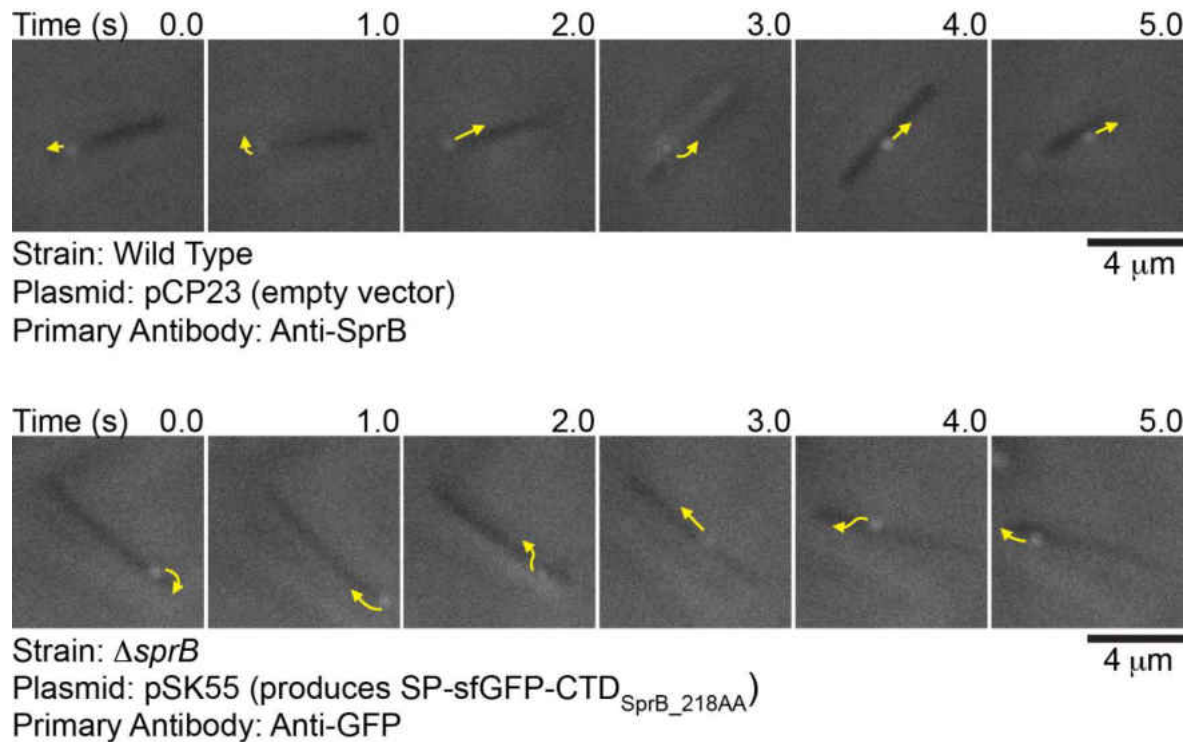 Time (s) 0.0 1.0 2.0 3.0 4.0 5.0
4 μm
Strain: Wild Type
Plasmid: pCP23 (empty vector)
Primary Antibody: Anti-SprB
Time (s) 0.0 1.0 2.0 3.0 4.0 5.0
4 μm
Strain: ΔsprB
Plasmid: pSK55 (produces SP-sfGFP-CTDSprB_218AA)
Primary Antibody: Anti-GFP